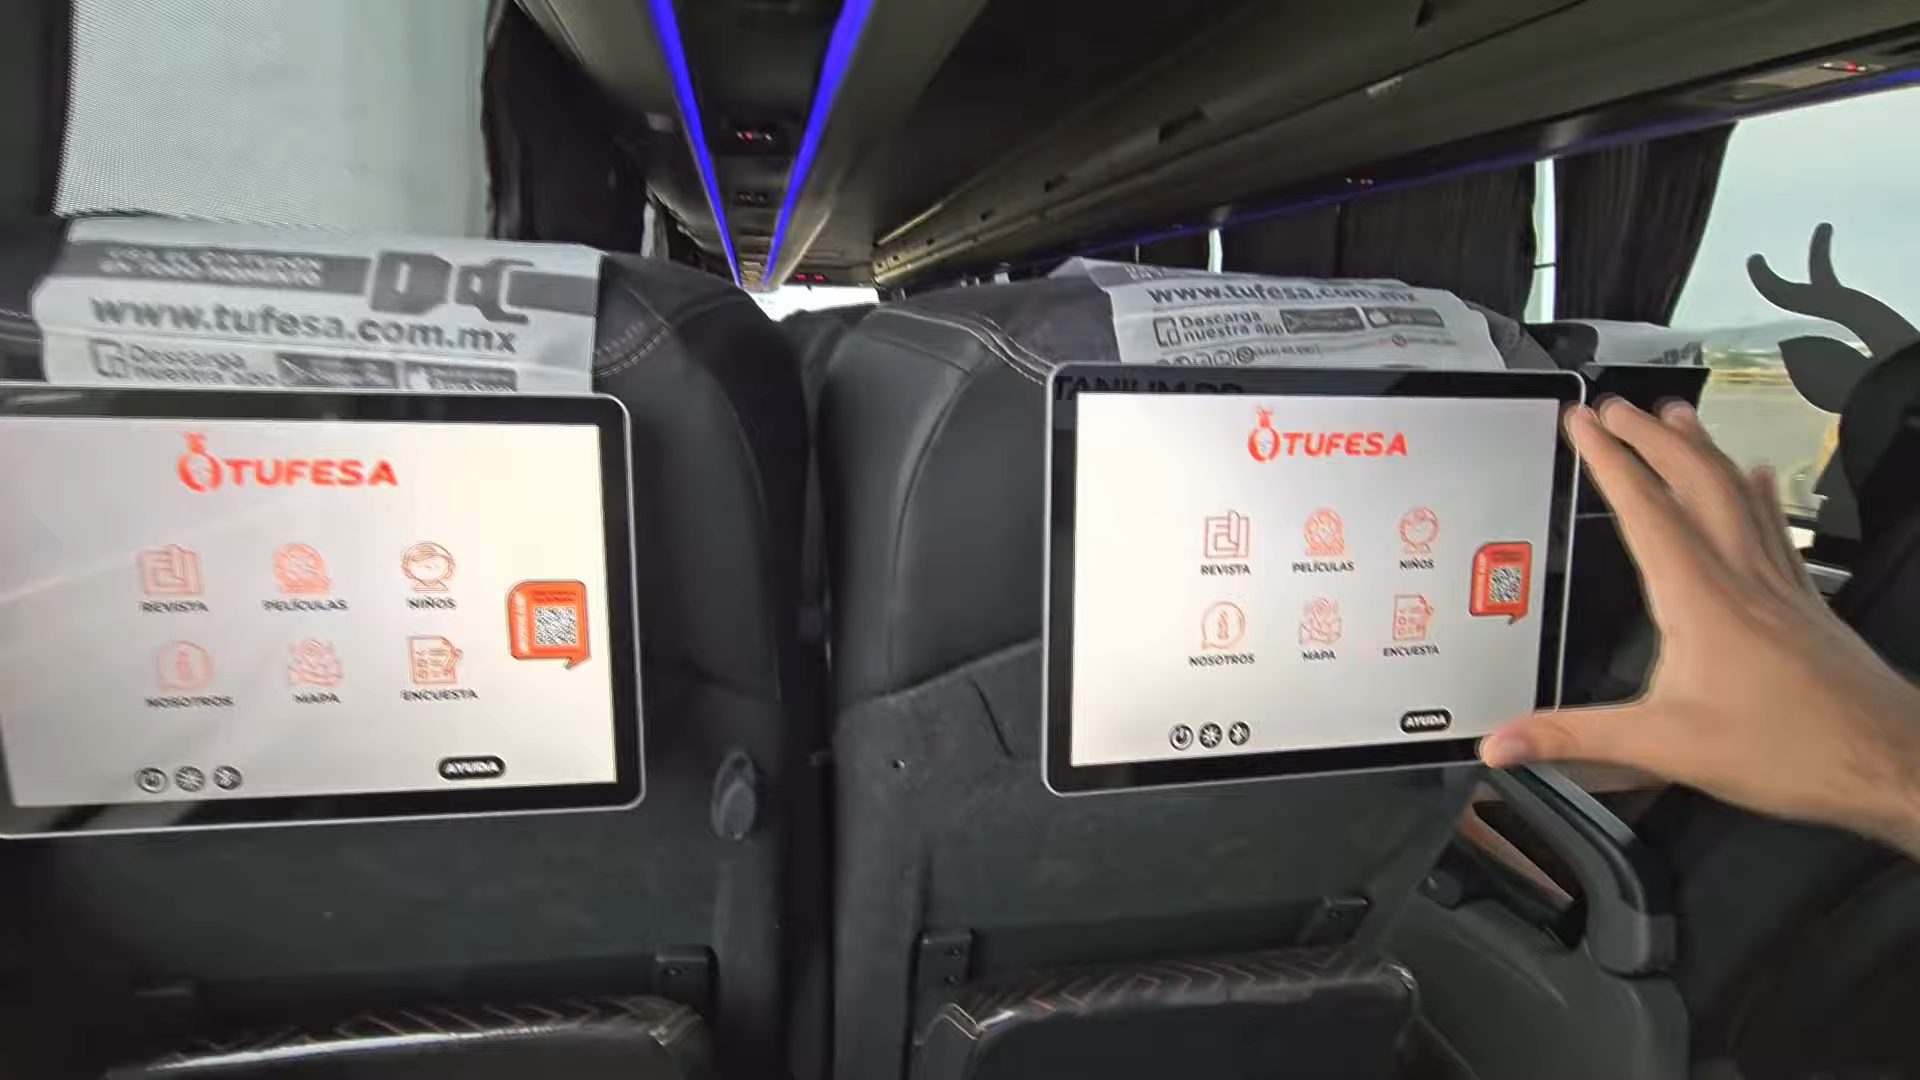 www.tufesa.com.mx
Descarga
nuestra app
TUFESA
REVISTA
PELÍCULAS
NIÑOS
NOSOTROS
MAPA
ENCUESTA
AYUDA
www.tufesa.com.mx
Descarga
nuestra app
TUFESA
REVISTA
PELÍCULAS
NIÑOS
NOSOTROS
MAPA
ENCUESTA
AYUDA